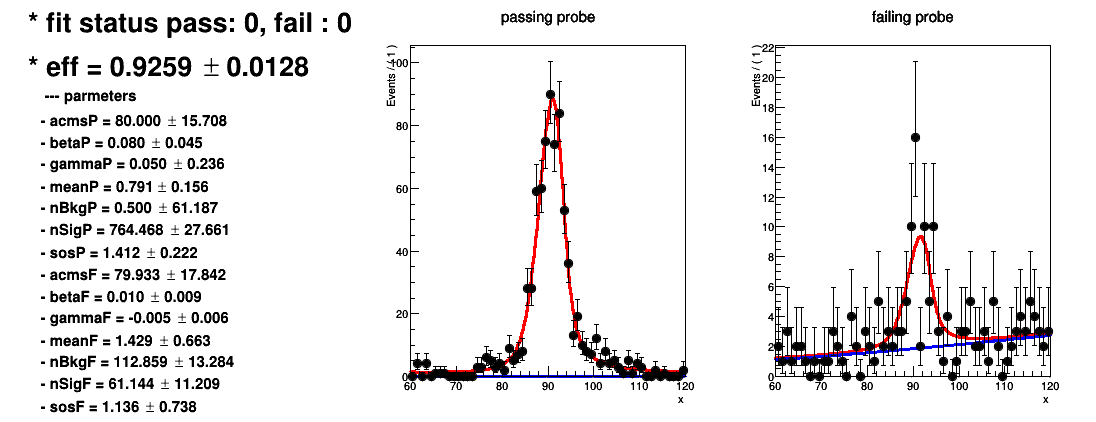 * fit status pass: 0, fail : 0
* eff = 0.9259 ± 0.0128
--- parmeters
- acmsP = 80.000 ± 15.708
- betaP = 0.080 ± 0.045
- gammaP = 0.050 ± 0.236
- meanP = 0.791 ± 0.156
- nBkgP = 0.500 ± 61.187
- nSigP = 764.468 ± 27.661
- sosP = 1.412 ± 0.222
- acmsF = 79.933 ± 17.842
- betaF = 0.010 ± 0.009
- gammaF = -0.005 ± 0.006
- meanF = 1.429 ± 0.663
- nBkgF = 112.859 ± 13.284
- nSigF = 61.144 ± 11.209
- sosF = 1.136 ± 0.738
passing probe
Events / ( 1 )
100
80
60
40
20
0
60 70 80 90 100 110 120
x
failing probe
Events / ( 1 )
22
20
18
16
14
12
10
8
6
4
2
0
60 70 80 90 100 110 120
x